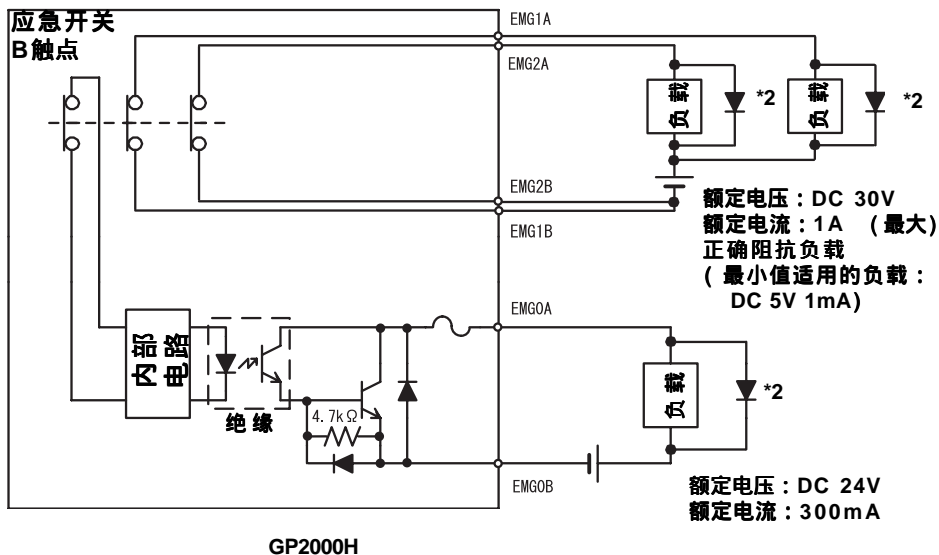 应急开关
B触点
EMG1A
EMG2A
负载
*2
负载
*2
EMG2B
EMG1B
额定电压：DC 30V
额定电流：1A （最大)
正确阻抗负载
( 最小值适用的负载：
DC 5V 1mA)
EMG0A
内部
电路
绝缘
4.7kΩ
负载
*2
EMG0B
额定电压：DC 24V
额定电流：300mA
GP2000H